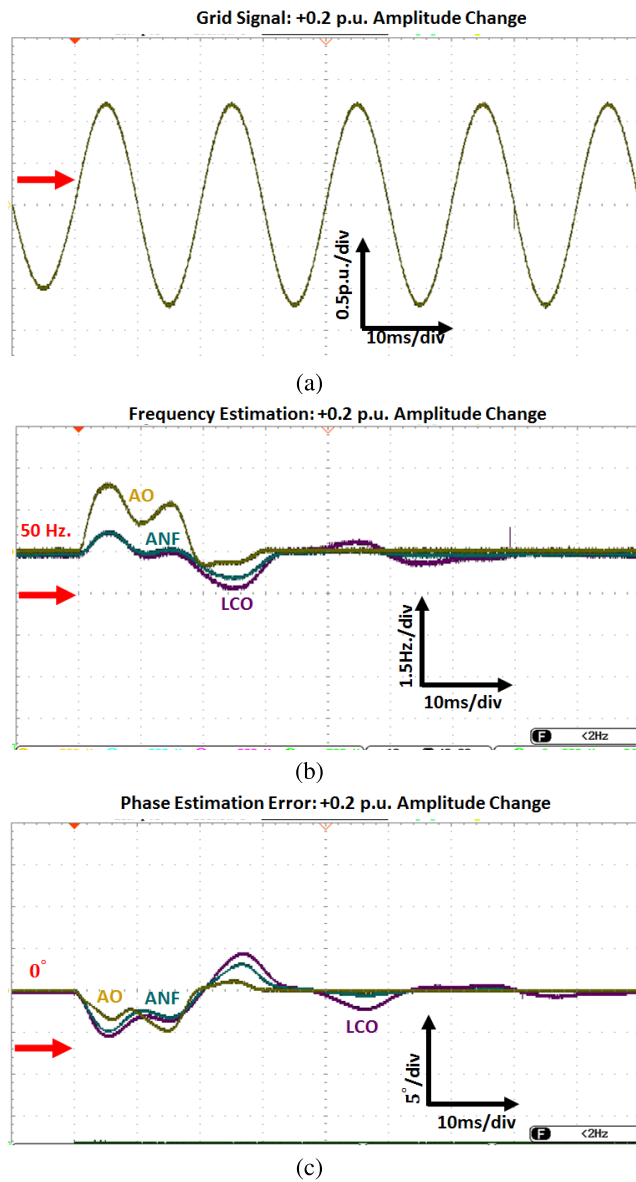 Grid Signal: +0.2 p.u. Amplitude Change
0.5p.u./div
10ms/div
(a)
Frequency Estimation: +0.2 p.u. Amplitude Change
AO
50 Hz.
ANF
LCO
1.5Hz./div
10ms/div
F <2Hz
(b)
Phase Estimation Error: +0.2 p.u. Amplitude Change
0°
AO ANF
LCO
5°/div
10ms/div
F <2Hz
(c)